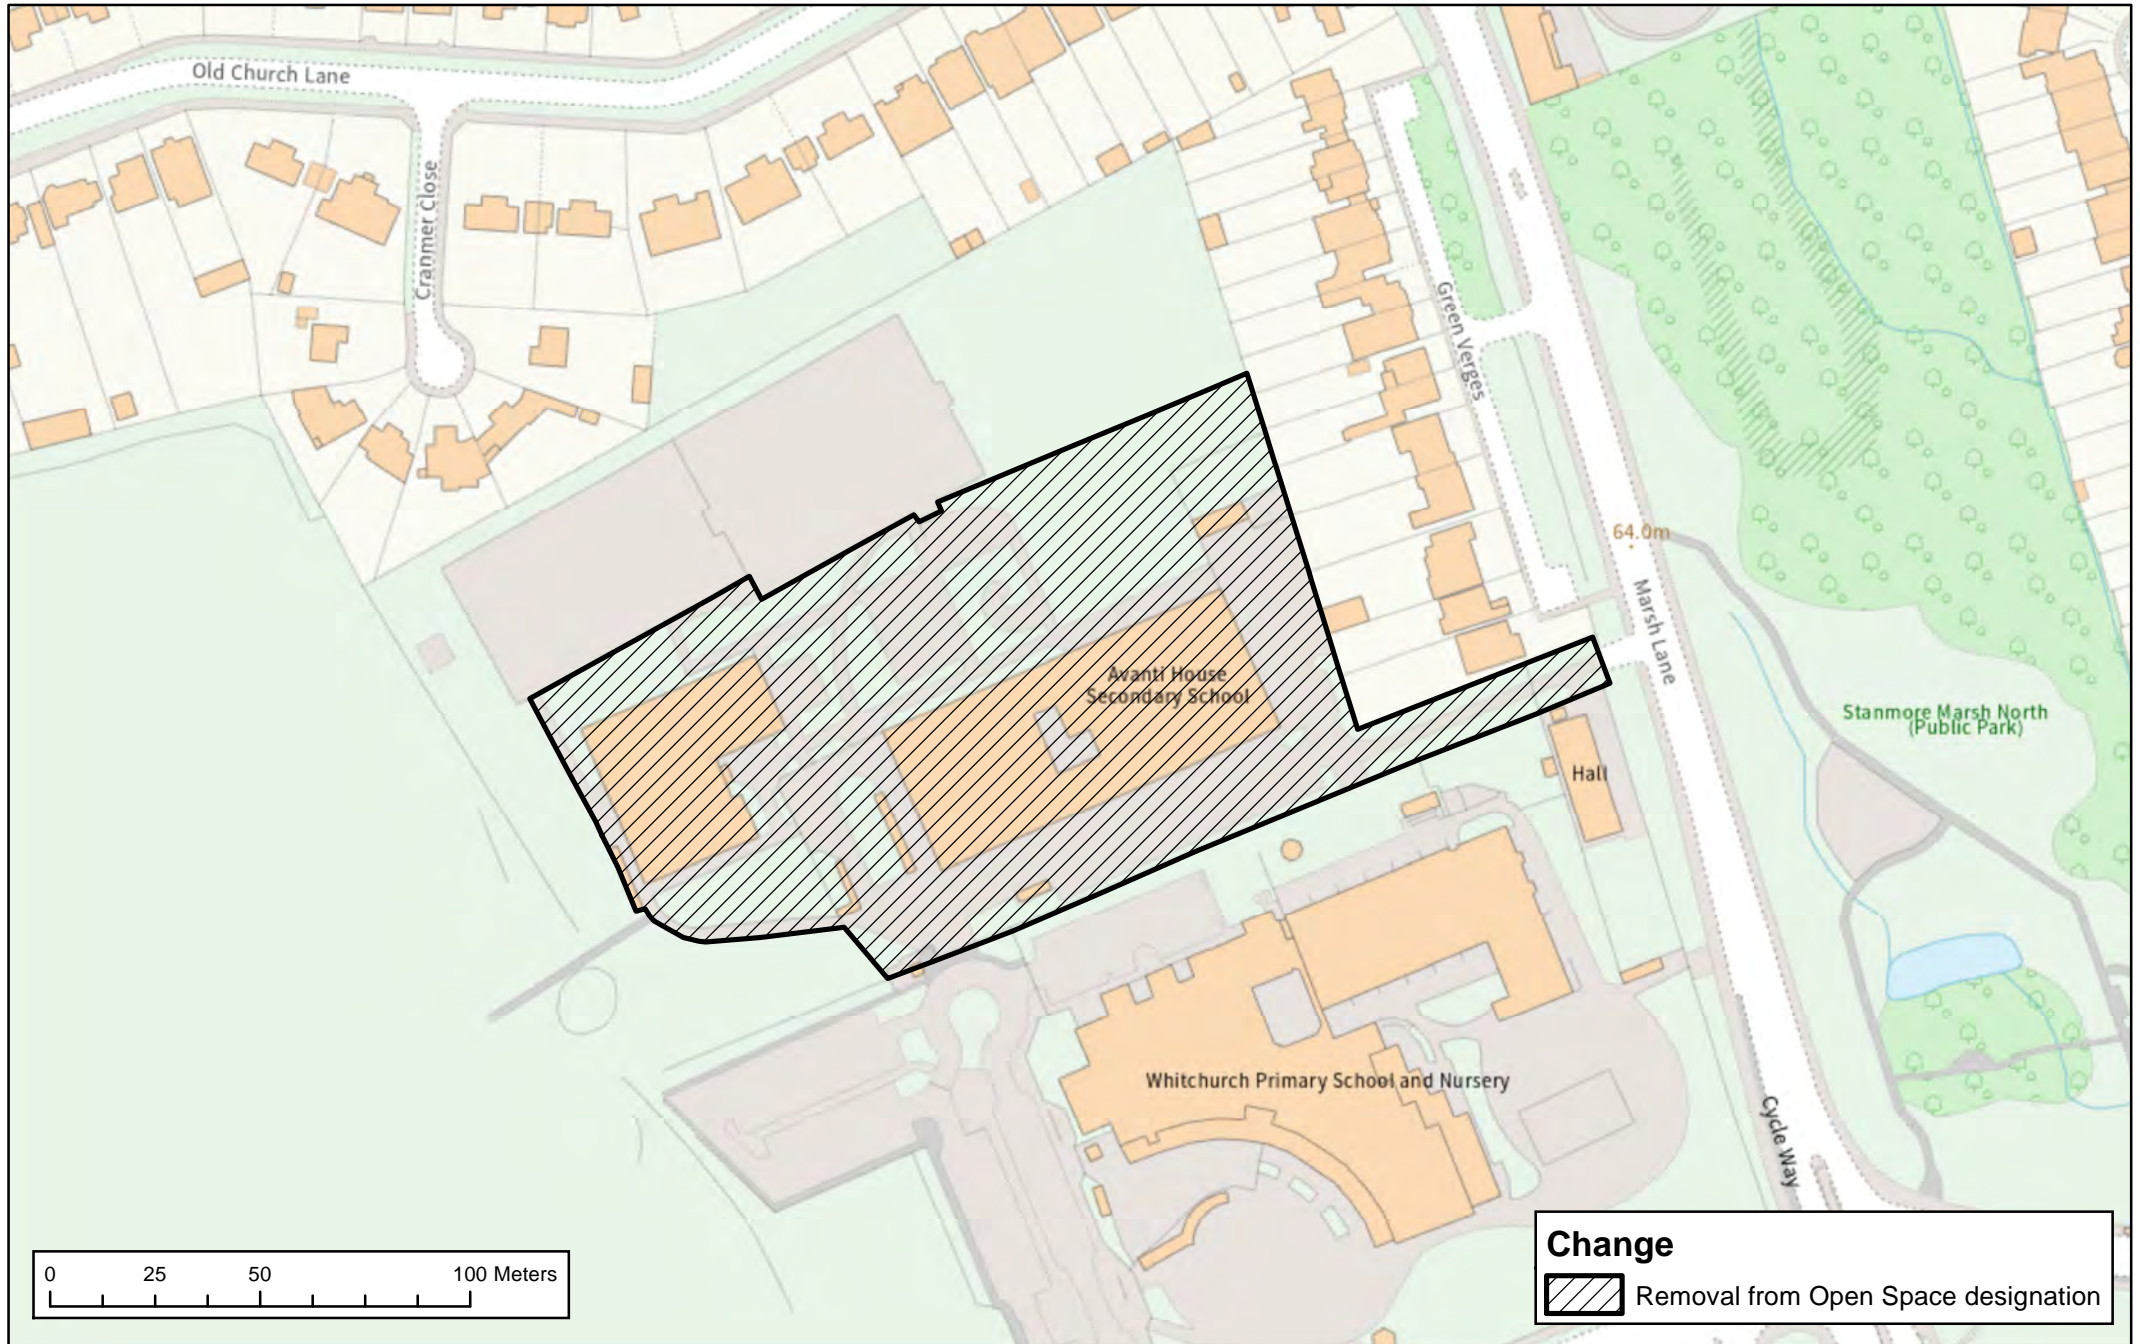 Old Church Lane
Cranmer Close
Green Verges
64.0m
Marsh Lane
Avanti House
Secondary School
Stanmore Marsh North
(Public Park)
Hall
Whitchurch Primary School and Nursery
Cycle Way
Change
Removal from Open Space designation
0 25 50 100 Meters